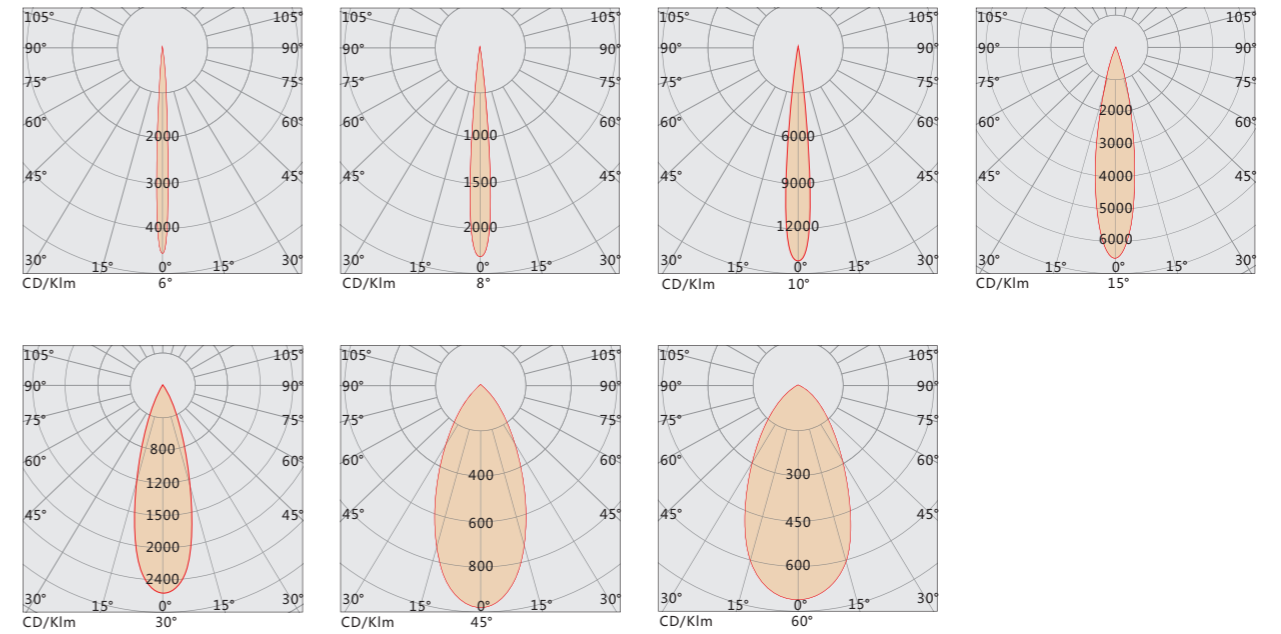 105° 105° 105° 105° 105° 105° 105° 105°
90° 90° 90° 90° 90° 90° 90° 90°
75° 75° 75° 75° 75° 75° 75° 75°
2000
60° 2000 60° 60° 1000 60° 60° 6000 60° 60° 3000 60°
45° 3000 45° 45° 1500 45° 45° 9000 45° 45° 4000 45°
4000 2000 12000 5000
6000
30° 15° 0° 15° 30° 30° 15° 0° 15° 30° 30° 15° 0° 15° 30° 30° 15° 0° 15° 30°
CD/Klm 6° CD/Klm 8° CD/Klm 10° CD/Klm 15°
105° 105° 105° 105° 105° 105°
90° 90° 90° 90° 90° 90°
75° 75° 75° 75° 75° 75°
800
60° 60° 60° 400 60° 60° 300 60°
1200
45° 1500 45° 45° 600 45° 45° 450 45°
2000 800 600
2400
30° 15° 0° 15° 30° 30° 15° 0° 15° 30° 30° 15° 0° 15° 30°
CD/Klm 30° CD/Klm 45° CD/Klm 60°